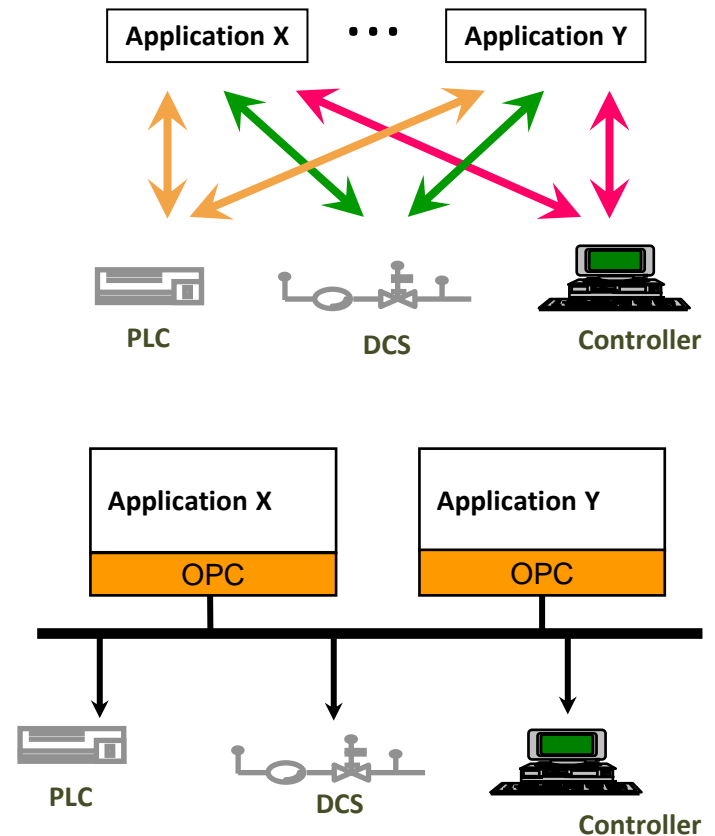 Application X ... Application Y
PLC
DCS
Controller
Application X
Application Y
OPC
OPC
PLC
DCS
Controller